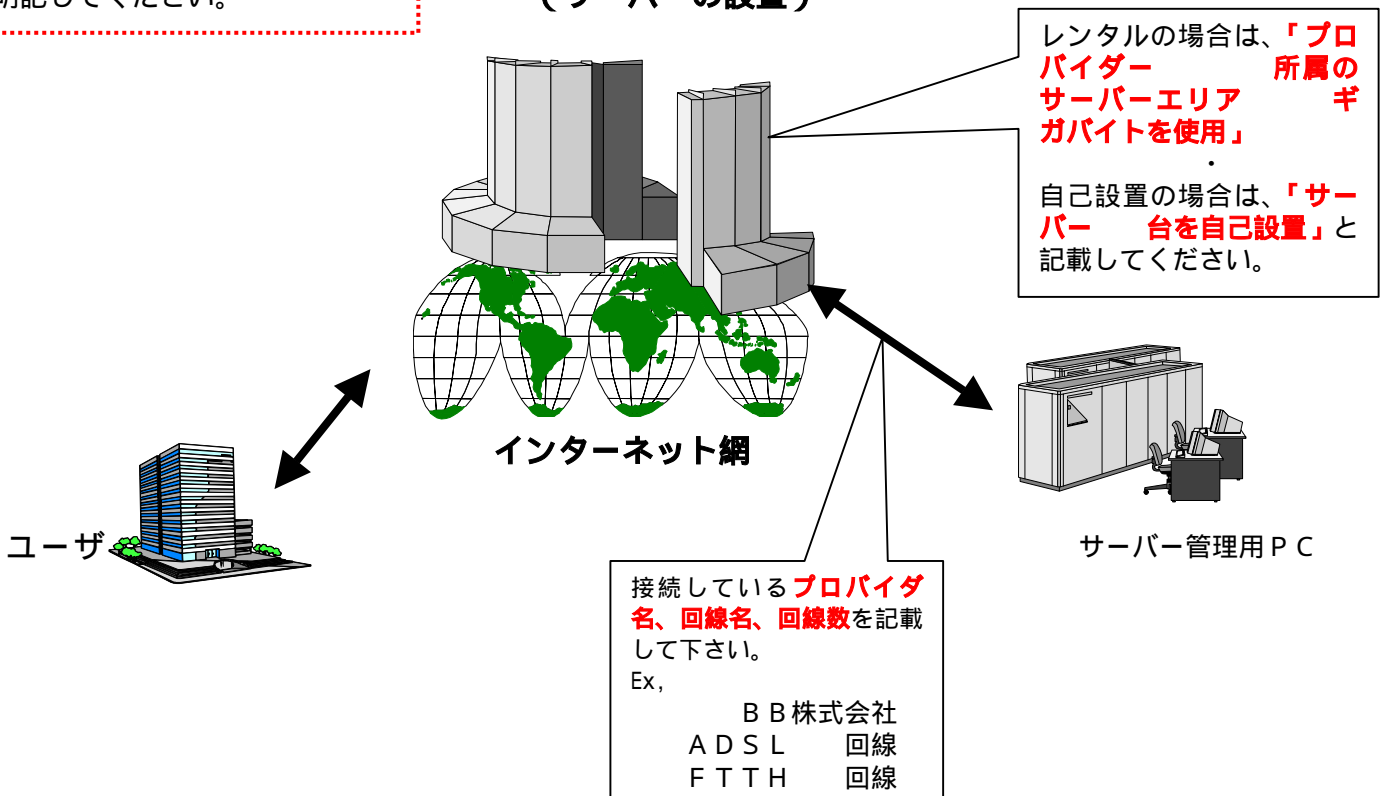 明記してください。
（サーバーの設置）
レンタルの場合は、「プロ
バイダー　　　所属の
サーバーエリア　　　ギ
ガバイトを使用」
・
自己設置の場合は、「サー
バー　　台を自己設置」と
記載してください。
インターネット網
ユーザ
サーバー管理用ＰＣ
接続しているプロバイダ
名、回線名、回線数を記載
して下さい。
Ex,
ＢＢ株式会社
ＡＤＳＬ　　回線
ＦＴＴＨ　　回線